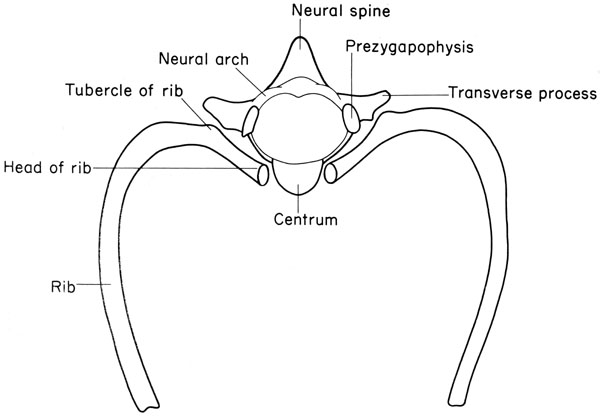 Neural spine
Prezygapophysis
Neural arch
Tubercle of rib
Transverse process
Head of rib
Centrum
Rib